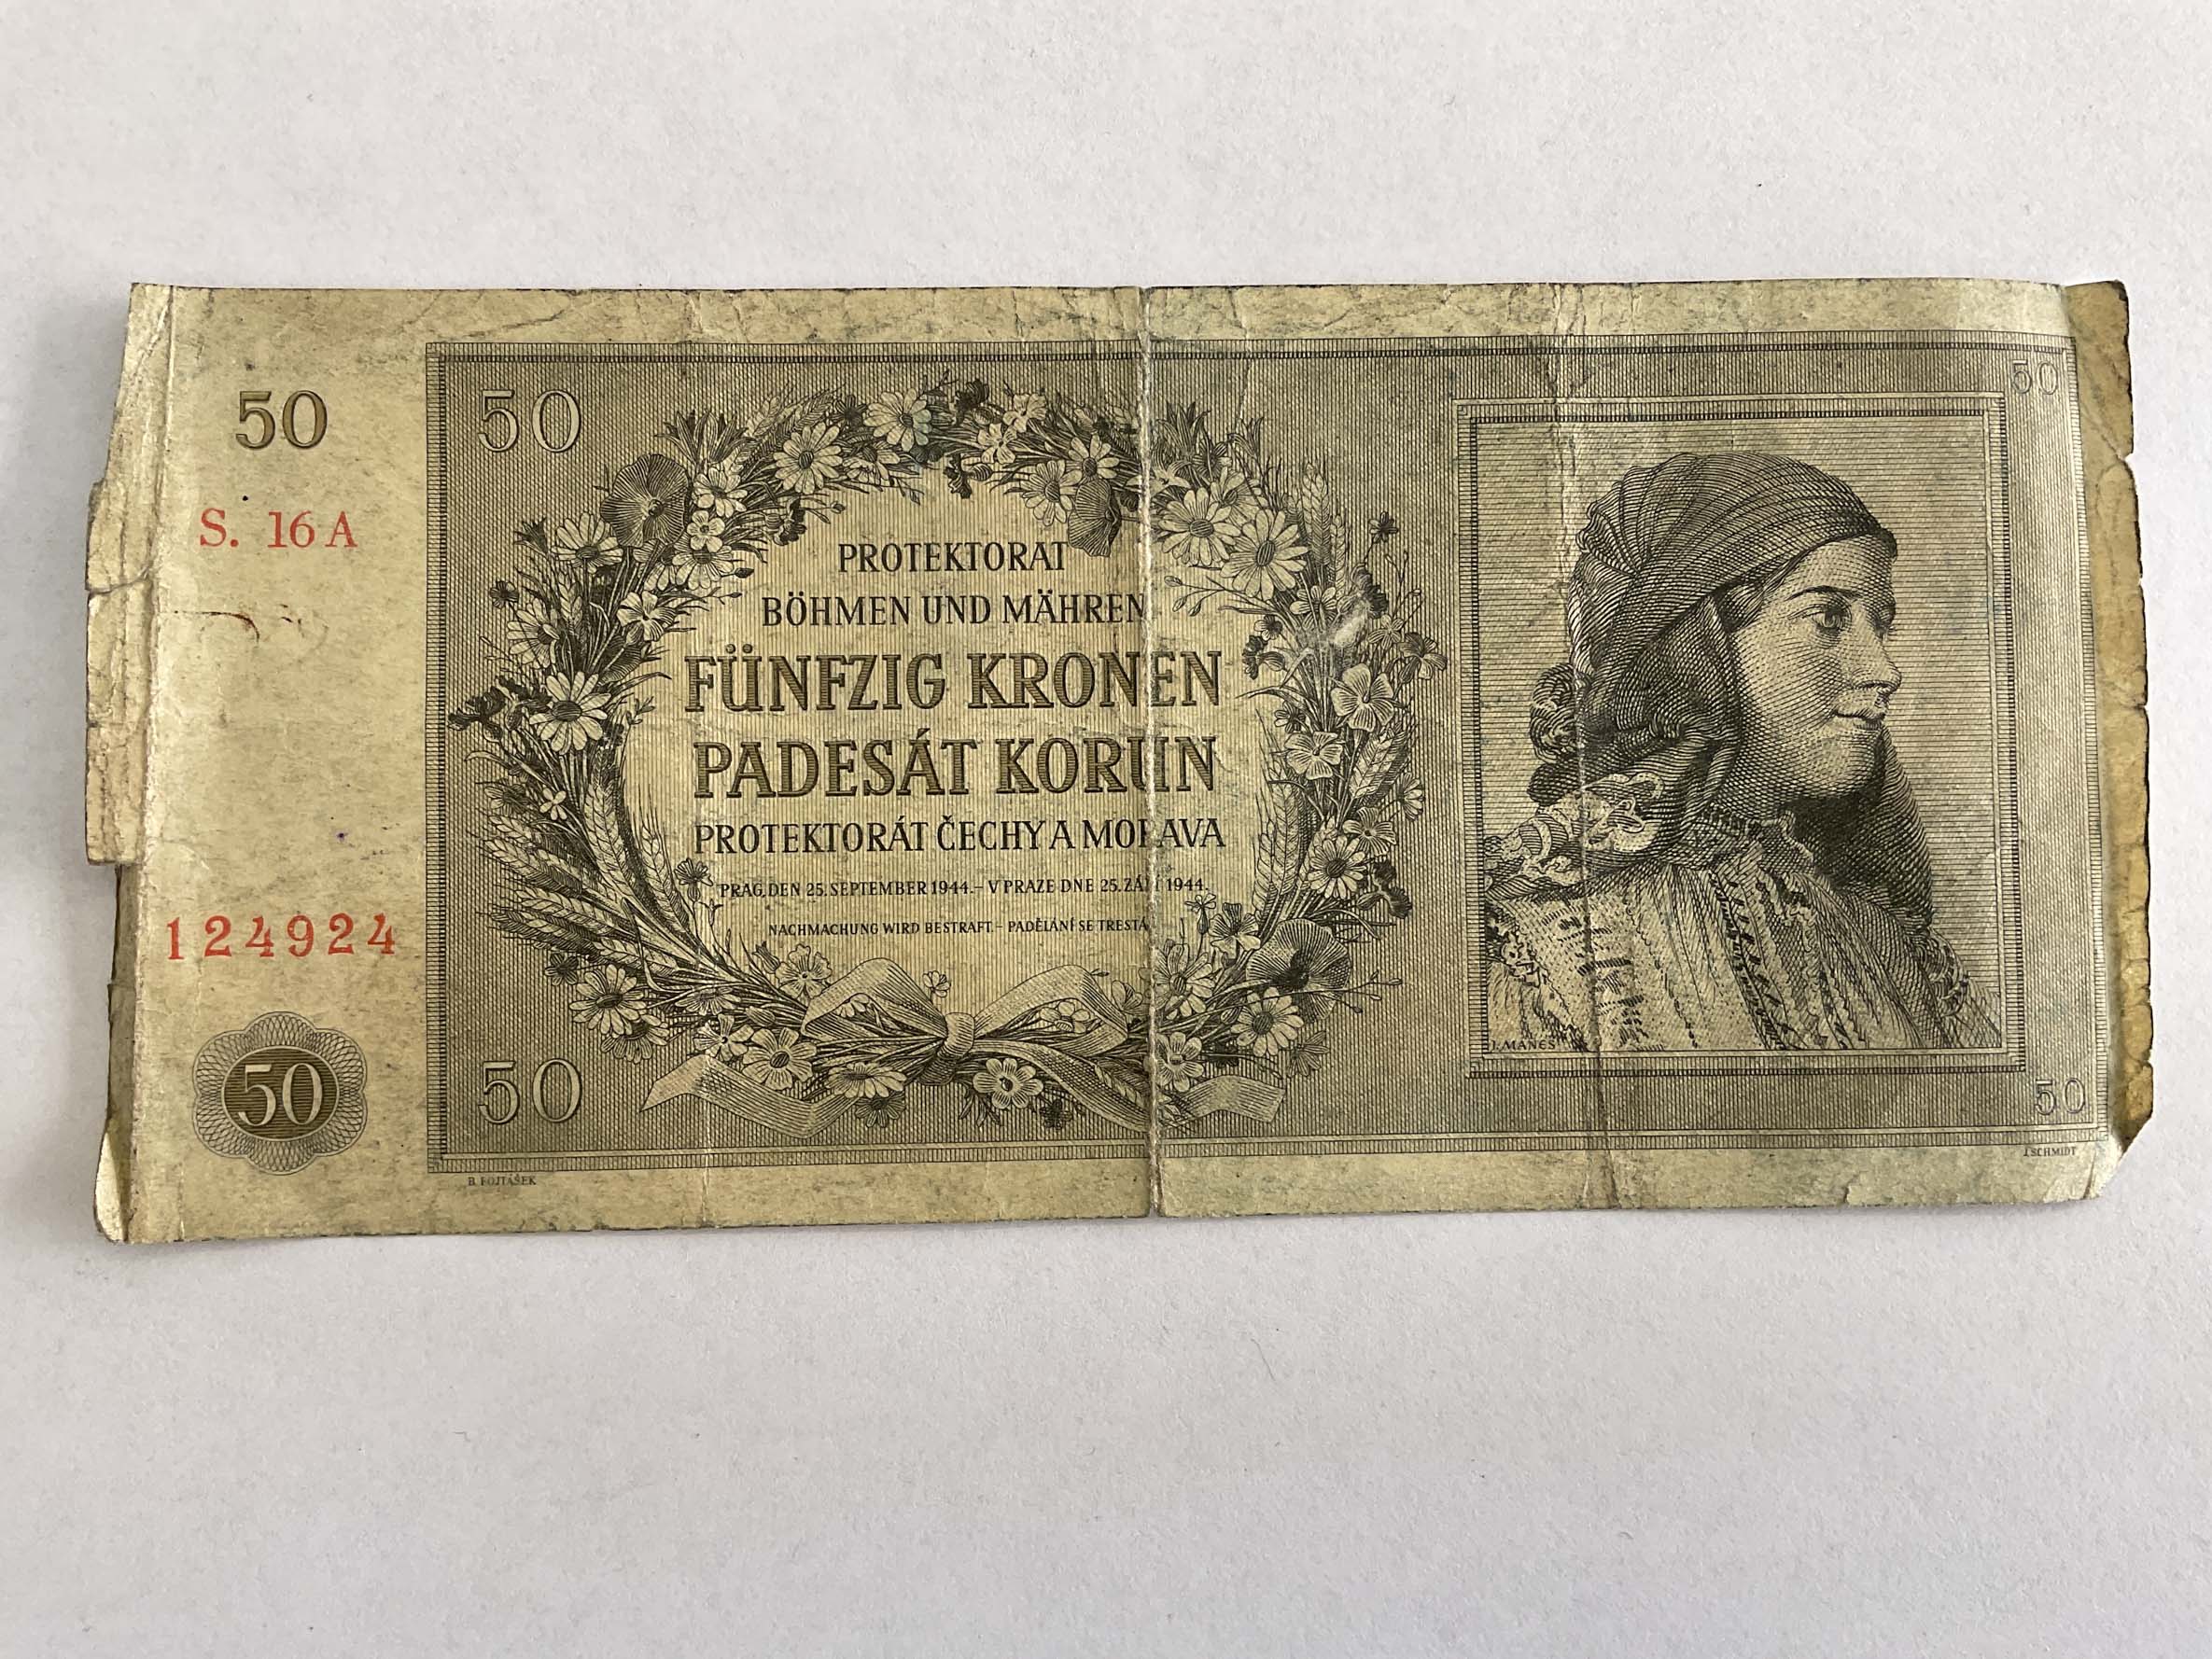 50
S. 16 A
124924
50
50
50
PROTEKTORAT
BÖHMEN UND MÄHREN
FÜNFZIG KRONEN
PADESÁT KORUN
PROTEKTORÁT ČECHY A MORAVA
PRAG, DEN 25. SEPTEMBER 1944. – V PRAZE DNE 25. ZÁŘÍ 1944.
NACHMACHUNG WIRD BESTRAFT. – PADĚLÁNÍ SE TRESTÁ
B. FOJTÁŠEK
50
J. MÁNES
50
J. SCHMIDT